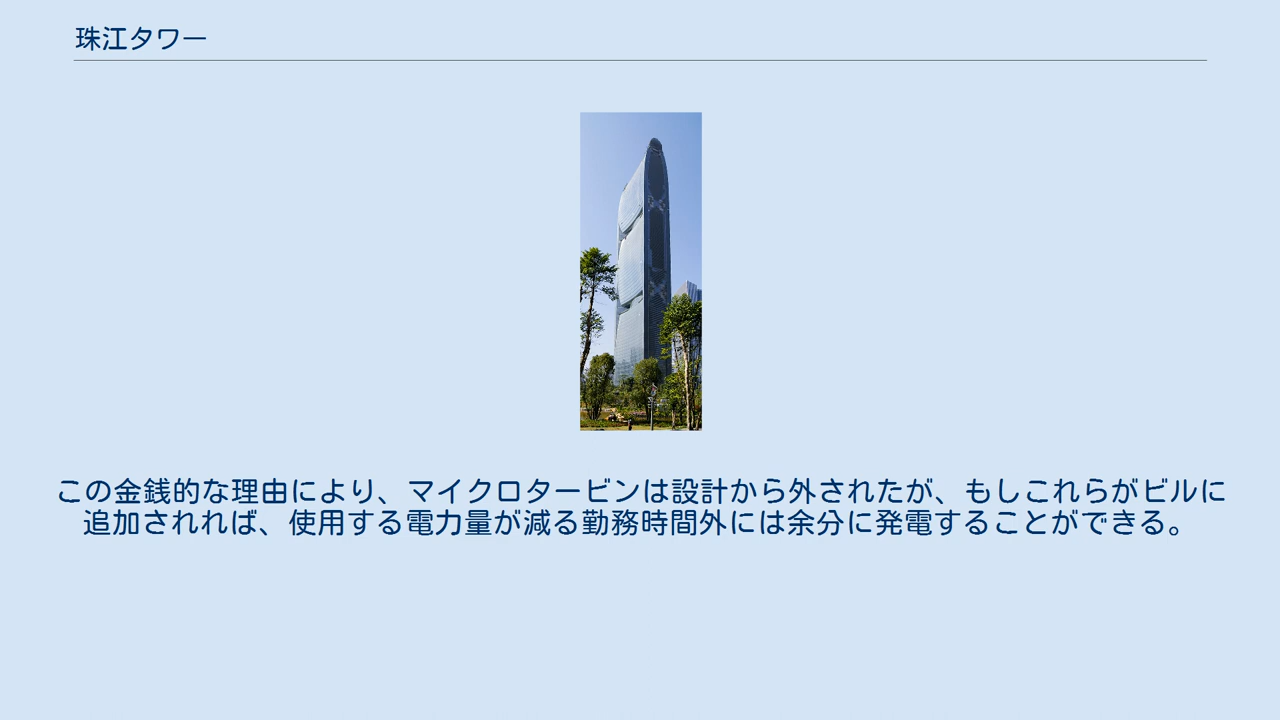 珠江タワー
この金銭的な理由により、マイクロタービンは設計から外されたが、もしこれらがビルに
追加されれば、使用する電力量が減る勤務時間外には余分に発電することができる。